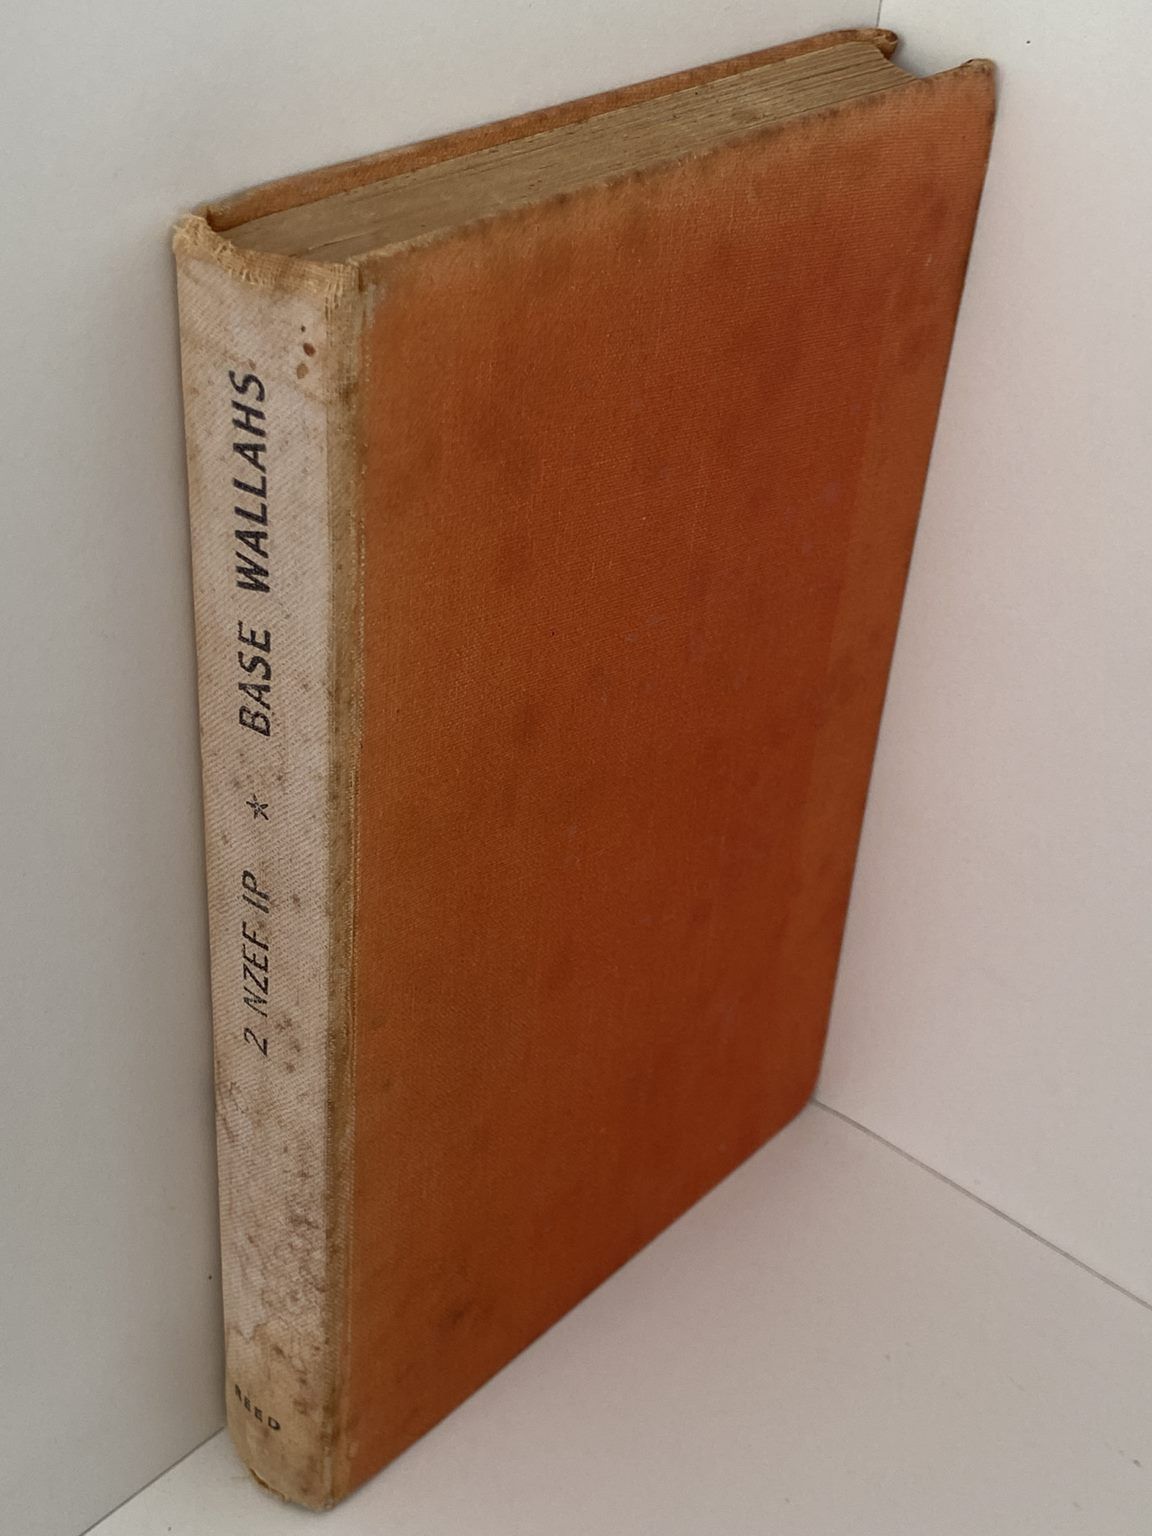 2 NZEF IP * BASE WALLAHS
REED